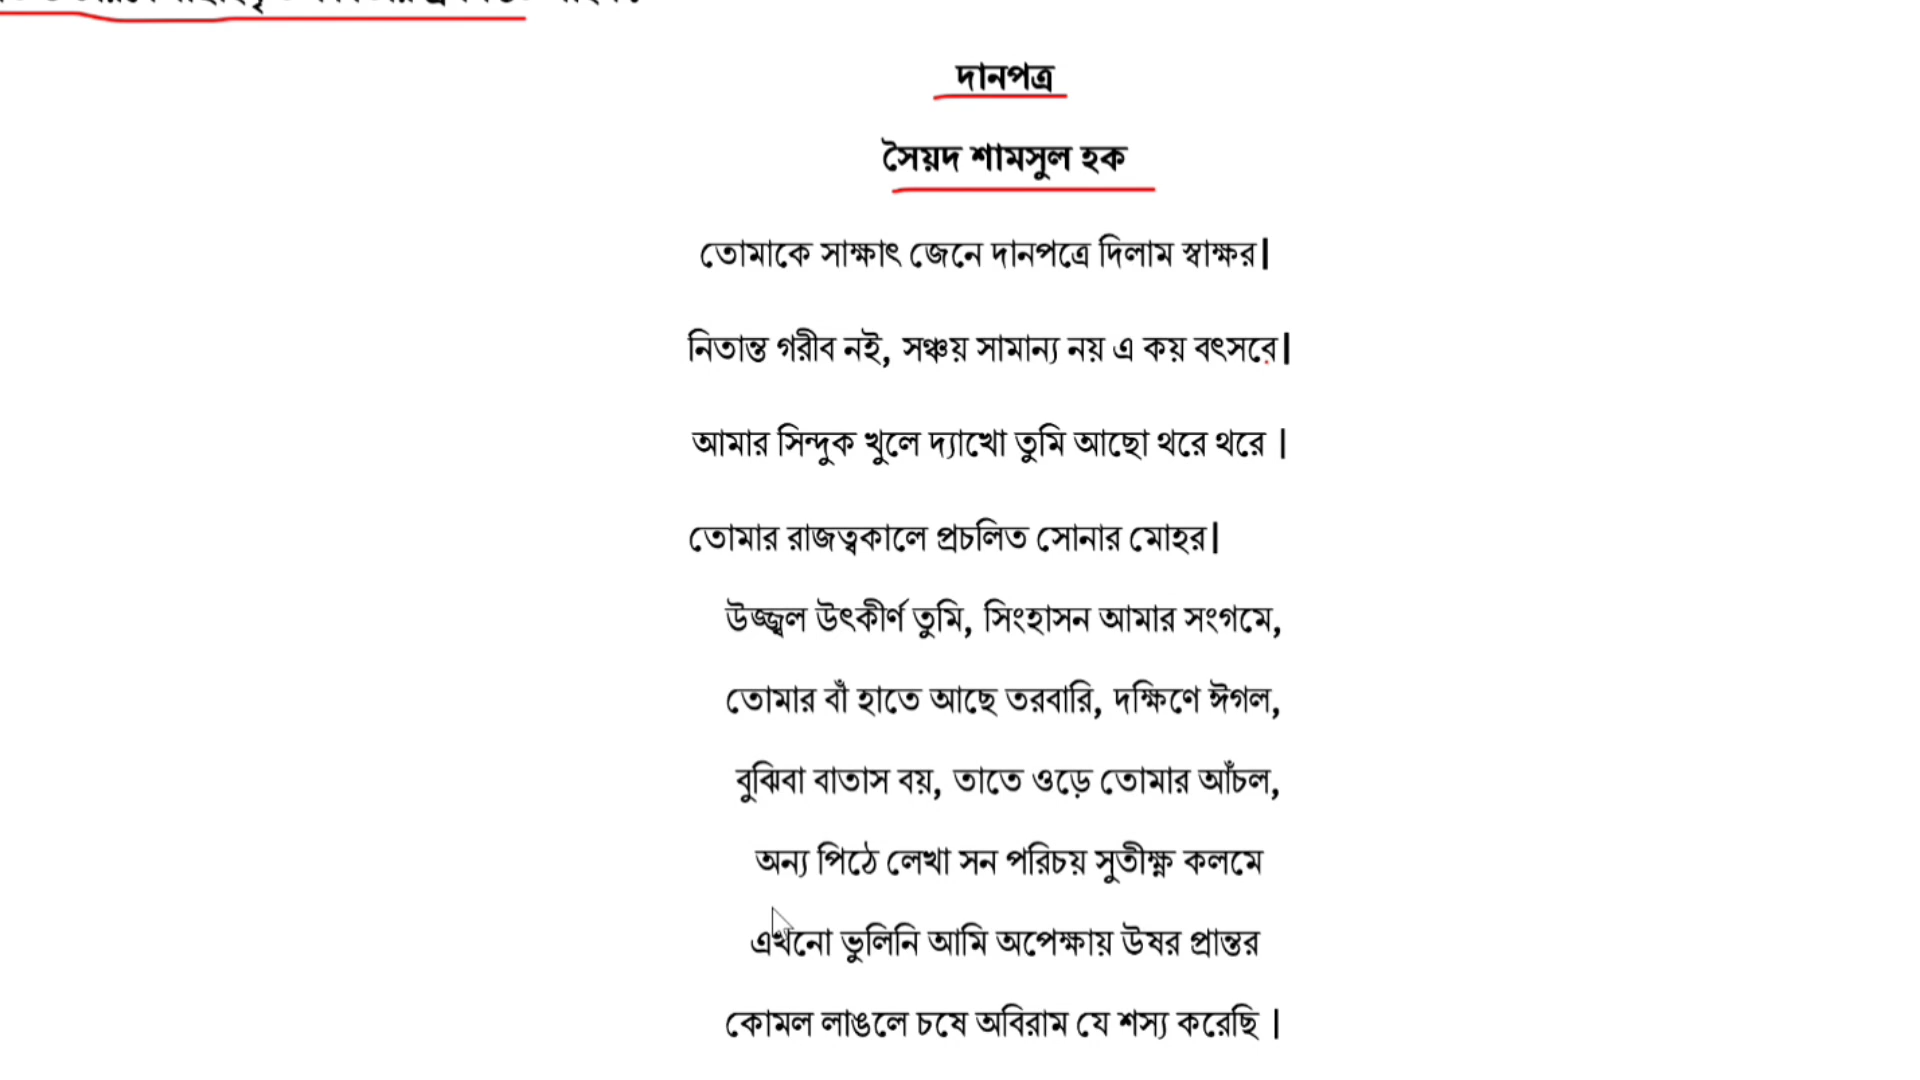 দানপত্র
সৈয়দ শামসুল হক
তোমাকে সাক্ষাৎ জেনে দানপত্রে দিলাম স্বাক্ষর|
নিতান্ত গরীব নই, সঞ্চয় সামান্য নয় এ কয় বৎসরে|
আমার সিন্দুক খুলে দ্যাখো তুমি আছো থরে থরে |
তোমার রাজত্বকালে প্রচলিত সোনার মোহর|
উজ্জ্বল উৎকীর্ণ তুমি, সিংহাসন আমার সংগমে,
তোমার বাঁ হাতে আছে তরবারি, দক্ষিণে ঈগল,
বুঝিবা বাতাস বয়, তাতে ওড়ে তোমার আঁচল,
অন্য পিঠে লেখা সন পরিচয় সুতীক্ষ্ণ কলমে
এখনো ভুলিনি আমি অপেক্ষায় উষর প্রান্তর
কোমল লাঙলে চষে অবিরাম যে শস্য করেছি |